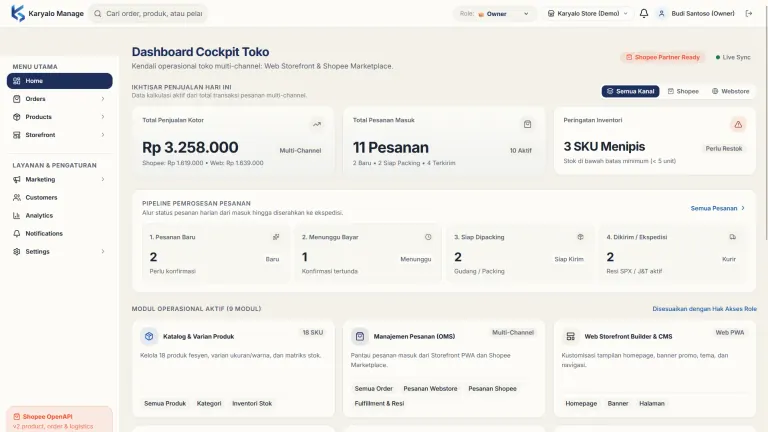 Karyalo Manage
Cari order, produk, atau pelan
Role: Owner
Karyalo Store (Demo)
Budi Santoso (Owner)
MENU UTAMA
Home
Orders
Products
Storefront
LAYANAN & PENGATURAN
Marketing
Customers
Analytics
Notifications
Settings
Shopee OpenAPI
v2 product, order & logistics
Dashboard Cockpit Toko
Kendali operasional toko multi-channel: Web Storefront & Shopee Marketplace.
Shopee Partner Ready
Live Sync
IKHTISAR PENJUALAN HARI INI
Data kalkulasi aktif dari total transaksi pesanan multi-channel.
Semua Kanal
Shopee
Webstore
Total Penjualan Kotor
Rp 3.258.000
Multi-Channel
Shopee: Rp 1.619.000 • Web: Rp 1.639.000
Total Pesanan Masuk
11 Pesanan
10 Aktif
2 Baru • 2 Siap Packing • 4 Terkirim
Peringatan Inventori
3 SKU Menipis
Perlu Restok
Stok di bawah batas minimum (< 5 unit)
PIPELINE PEMROSESAN PESANAN
Alur status pesanan harian dari masuk hingga diserahkan ke ekspedisi.
Semua Pesanan
1. Pesanan Baru
2
Baru
Perlu konfirmasi
2. Menunggu Bayar
1
Menunggu
Konfirmasi tertunda
3. Siap Dipacking
2
Siap Kirim
Gudang / Packing
4. Dikirim / Ekspedisi
2
Kurir
Resi SPX / J&T aktif
MODUL OPERASIONAL AKTIF (9 MODUL)
Disesuaikan dengan Hak Akses Role
Katalog & Varian Produk
18 SKU
Kelola 18 produk fesyen, varian ukuran/warna, dan matriks stok.
Semua Produk
Kategori
Inventori Stok
Manajemen Pesanan (OMS)
Multi-Channel
Pantau pesanan masuk dari Storefront PWA dan Shopee
Marketplace.
Semua Order
Pesanan Webstore
Pesanan Shopee
Fulfillment & Resi
Web Storefront Builder & CMS
Web PWA
Kustomisasi tampilan homepage, banner promo, tema, dan
navigasi.
Homepage
Banner
Halaman